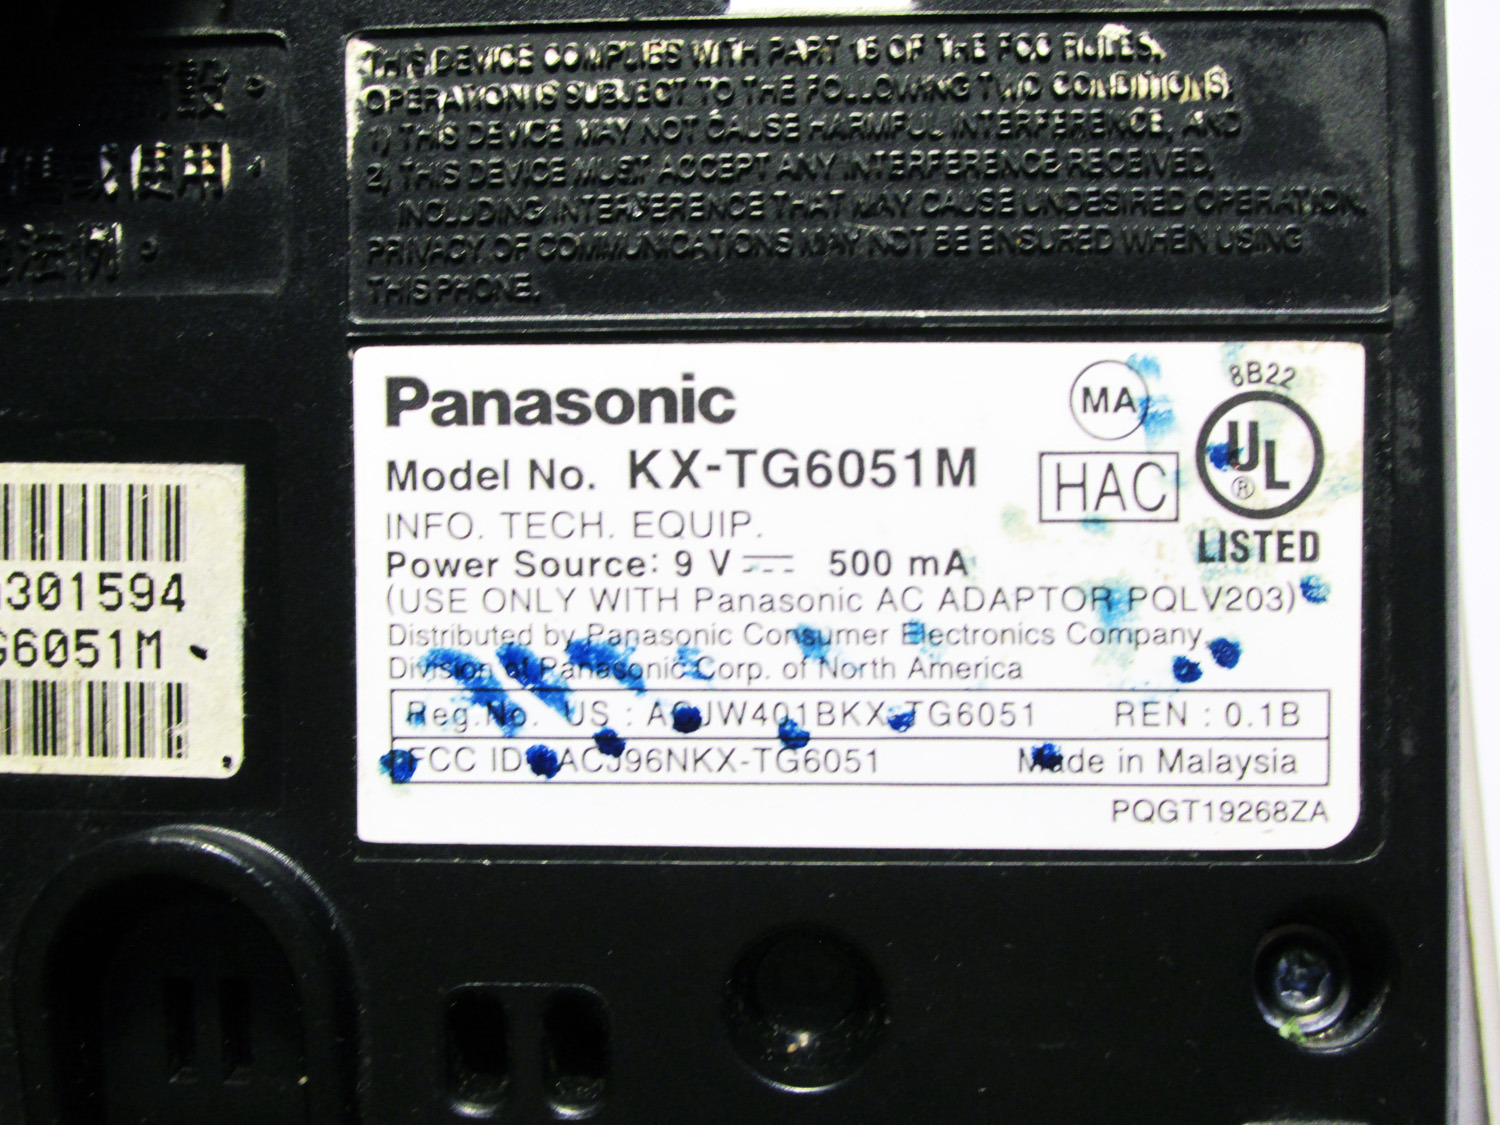 THIS DEVICE COMPLIES WITH PART 15 OF THE FCC RULES.
OPERATION IS SUBJECT TO THE FOLLOWING TWO CONDITIONS:
1) THIS DEVICE MAY NOT CAUSE HARMFUL INTERFERENCE, AND
2) THIS DEVICE MUST ACCEPT ANY INTERFERENCE RECEIVED,
INCLUDING INTERFERENCE THAT MAY CAUSE UNDESIRED OPERATION.
PRIVACY OF COMMUNICATIONS MAY NOT BE ENSURED WHEN USING
THIS PHONE.
設。
或使用,
法例。
301594
G6051M
Panasonic
MA
8B22
Model No. KX-TG6051M
HAC
UL
®
LISTED
INFO. TECH. EQUIP.
Power Source: 9 V ⎓ 500 mA
(USE ONLY WITH Panasonic AC ADAPTOR PQLV203)
Distributed by Panasonic Consumer Electronics Company,
Division of Panasonic Corp. of North America
Reg.No. US : ACJW401BKX-TG6051 REN : 0.1B
FCC ID: ACJ96NKX-TG6051 Made in Malaysia
PQGT19268ZA